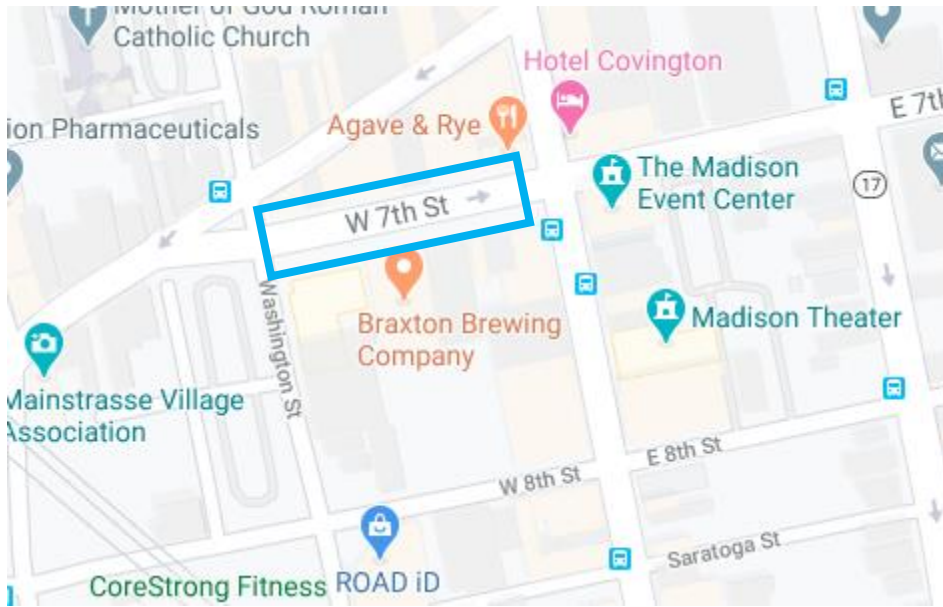 Mother of God Roman
Catholic Church
Hotel Covington
E 7th
ion Pharmaceuticals
Agave & Rye
The Madison
Event Center
17
W 7th St
Braxton Brewing
Company
Madison Theater
Washington St
Mainstrasse Village
Association
E 8th St
W 8th St
Saratoga St
CoreStrong Fitness
ROAD iD